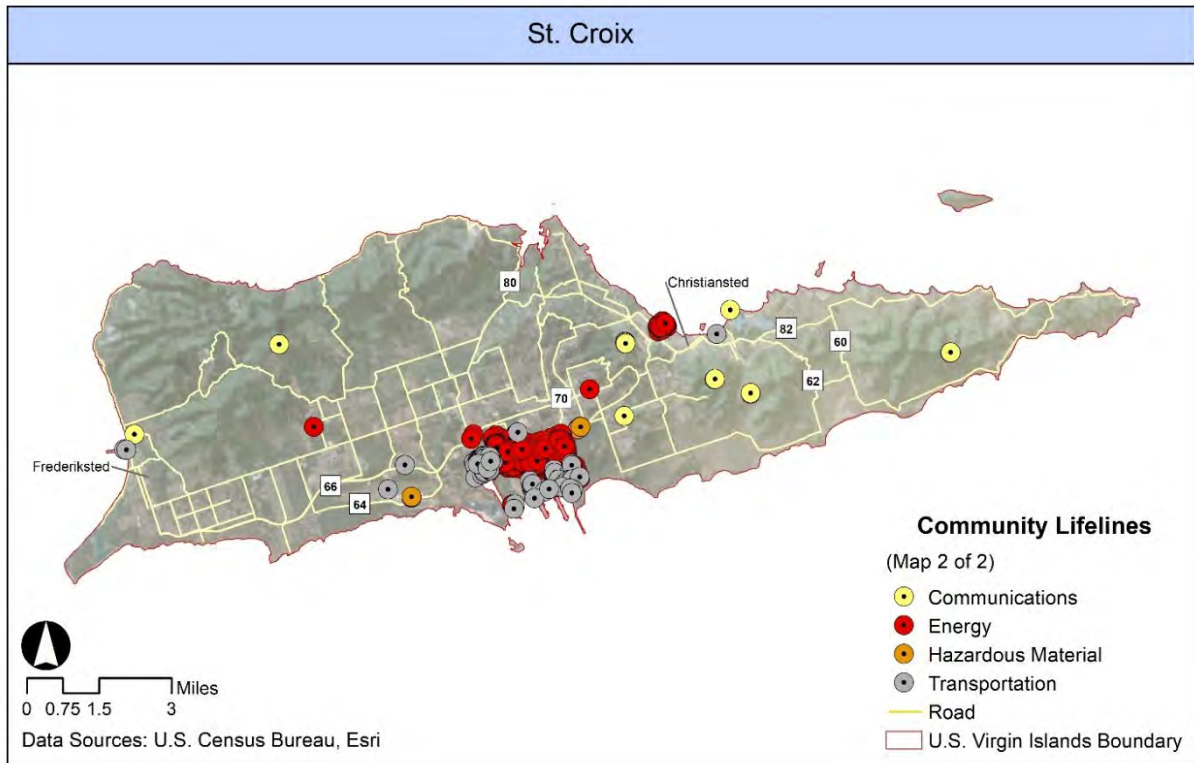 St. Croix
80
Christiansted
82
60
62
70
Frederiksted
66
64
Community Lifelines
(Map 2 of 2)
Communications
Energy
Hazardous Material
Transportation
Road
U.S. Virgin Islands Boundary
Miles
0 0.75 1.5 3
Data Sources: U.S. Census Bureau, Esri